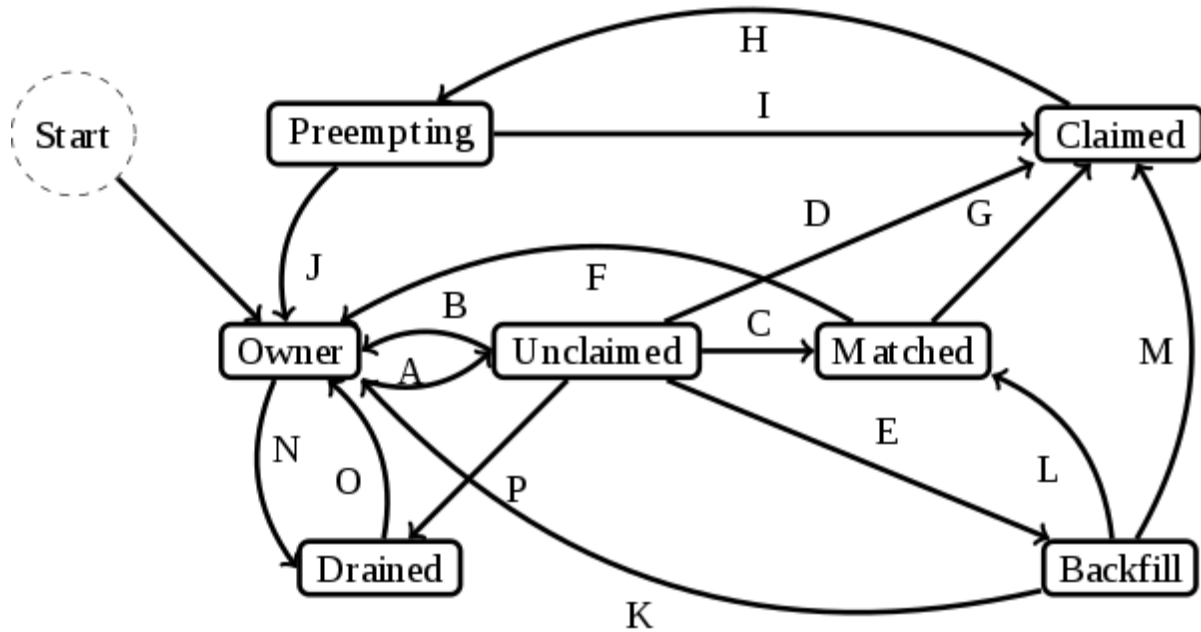 H
I
Start
Preempting
Claimed
D
G
J
F
B
C
Owner
A
Unclaimed
Matched
M
E
N
O
P
L
Drained
Backfill
K